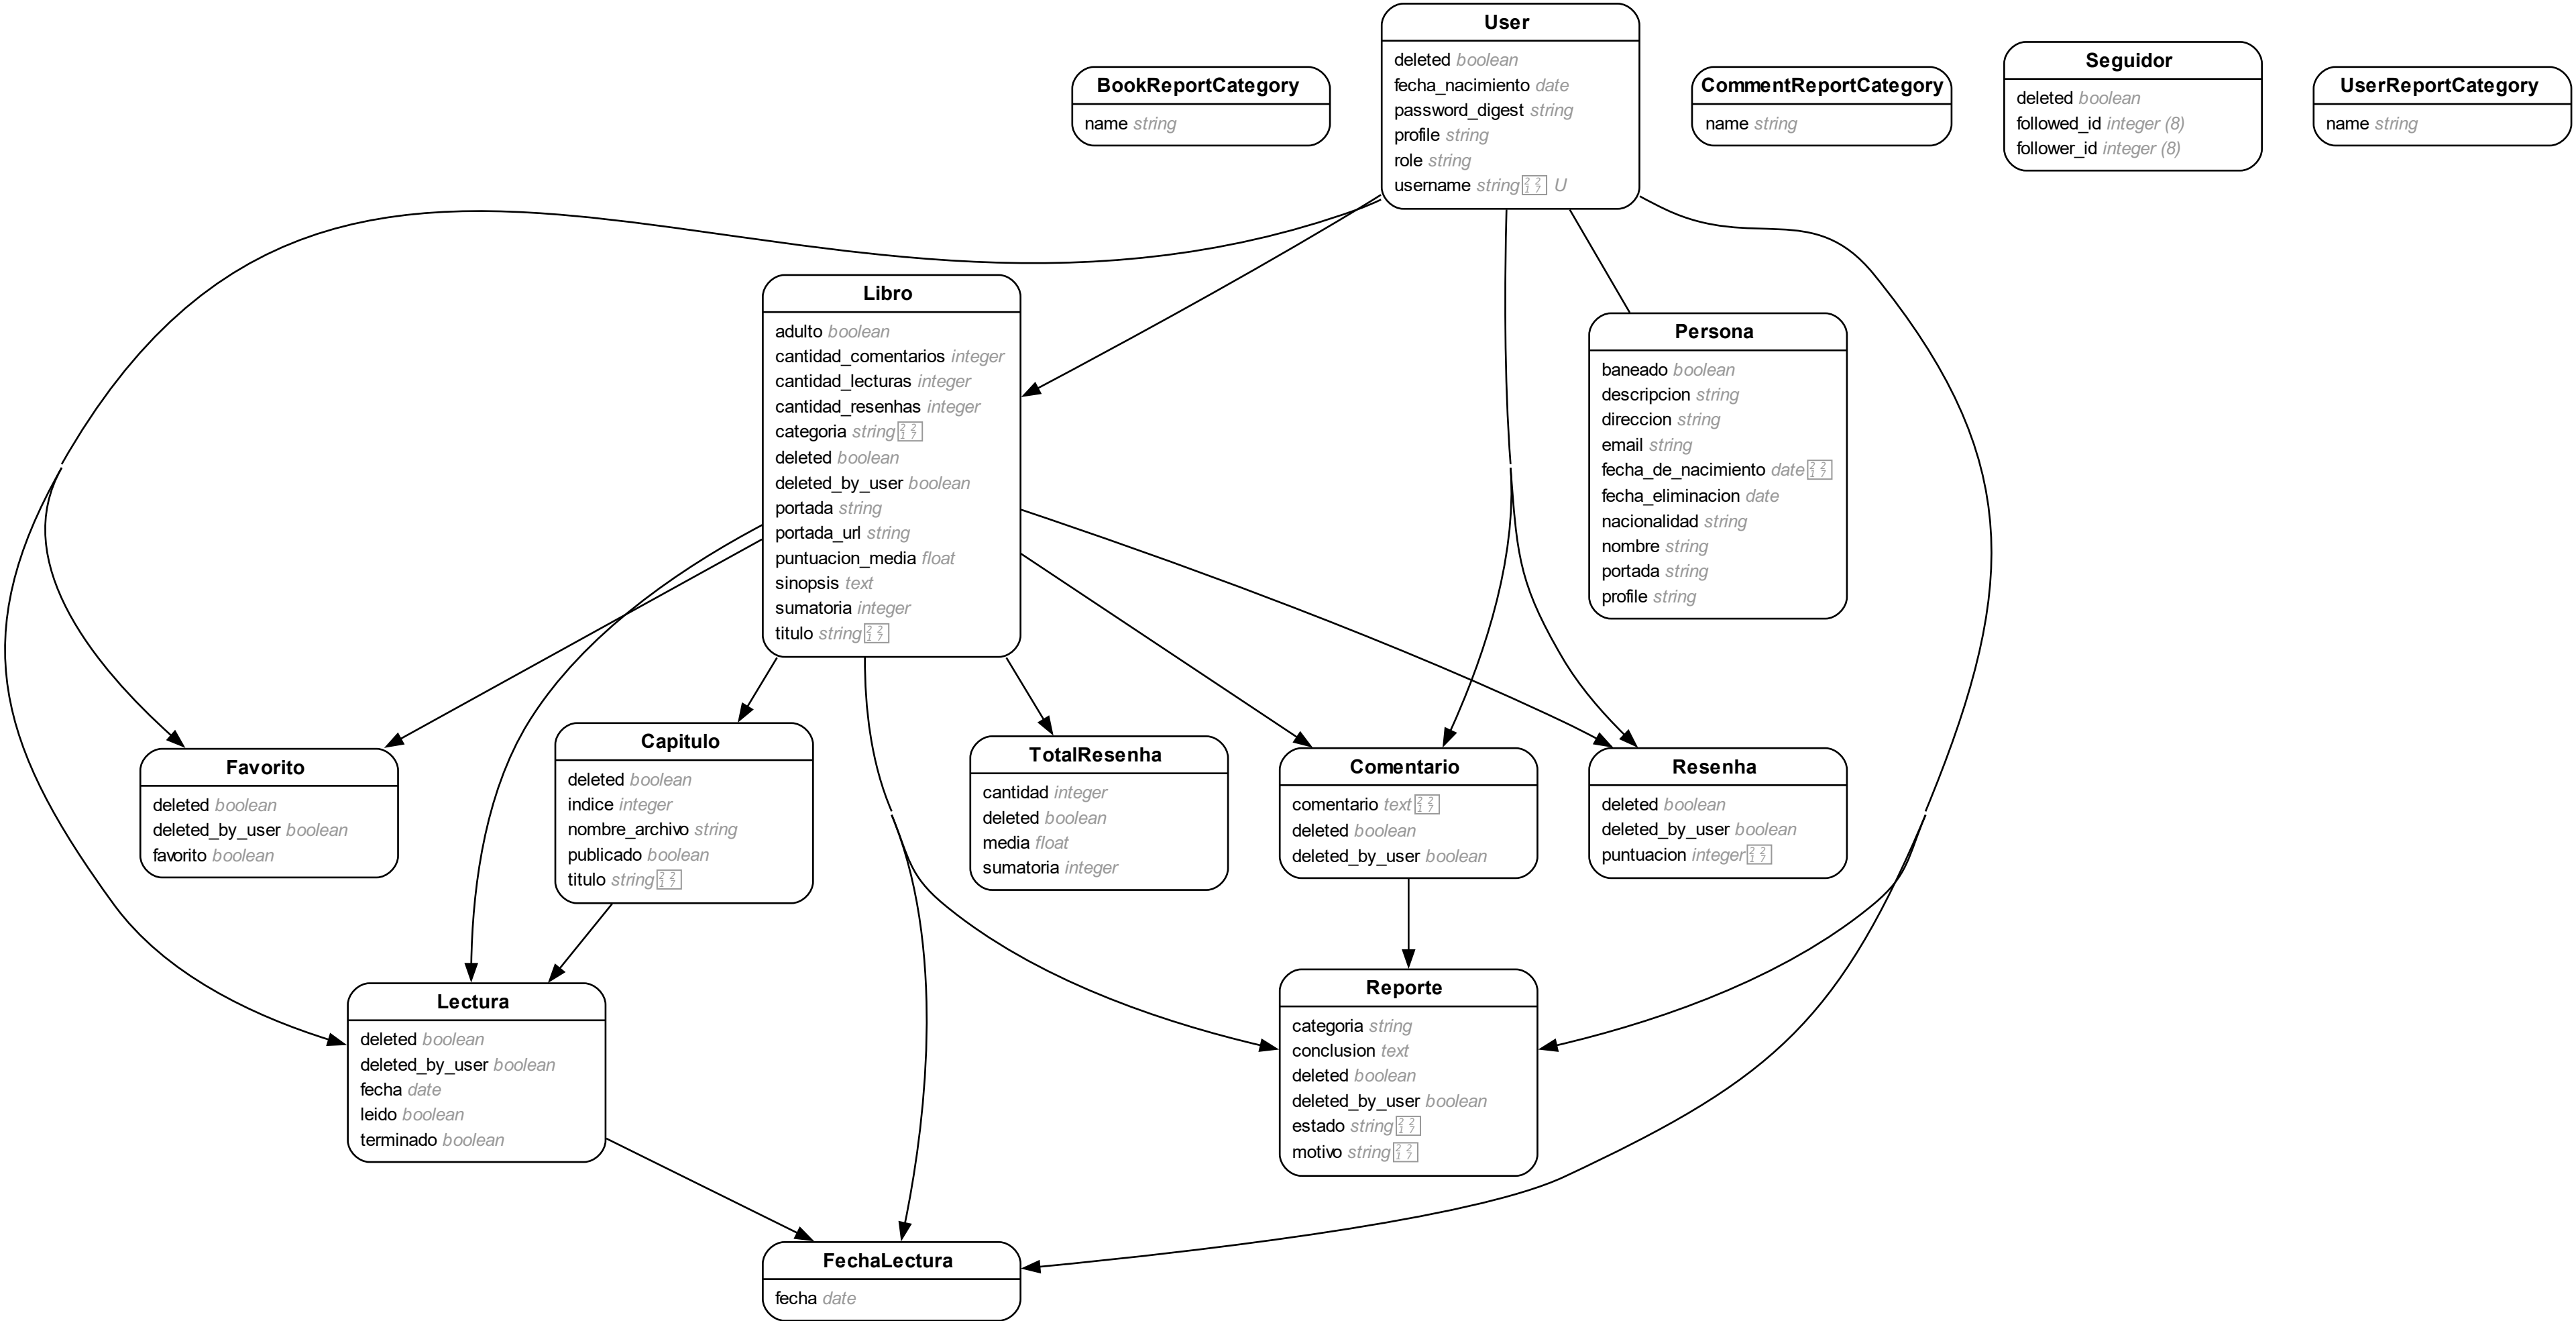 User
deleted boolean
fecha_nacimiento date
password_digest string
profile string
role string
username string∗ U
BookReportCategory
name string
CommentReportCategory
name string
Seguidor
deleted boolean
followed_id integer (8)
follower_id integer (8)
UserReportCategory
name string
Libro
adulto boolean
cantidad_comentarios integer
cantidad_lecturas integer
cantidad_resenhas integer
categoria string∗
deleted boolean
deleted_by_user boolean
portada string
portada_url string
puntuacion_media float
sinopsis text
sumatoria integer
titulo string∗
Persona
baneado boolean
descripcion string
direccion string
email string
fecha_de_nacimiento date∗
fecha_eliminacion date
nacionalidad string
nombre string
portada string
profile string
Favorito
deleted boolean
deleted_by_user boolean
favorito boolean
Capitulo
deleted boolean
indice integer
nombre_archivo string
publicado boolean
titulo string∗
TotalResenha
cantidad integer
deleted boolean
media float
sumatoria integer
Comentario
comentario text∗
deleted boolean
deleted_by_user boolean
Resenha
deleted boolean
deleted_by_user boolean
puntuacion integer∗
Lectura
deleted boolean
deleted_by_user boolean
fecha date
leido boolean
terminado boolean
Reporte
categoria string
conclusion text
deleted boolean
deleted_by_user boolean
estado string∗
motivo string∗
FechaLectura
fecha date